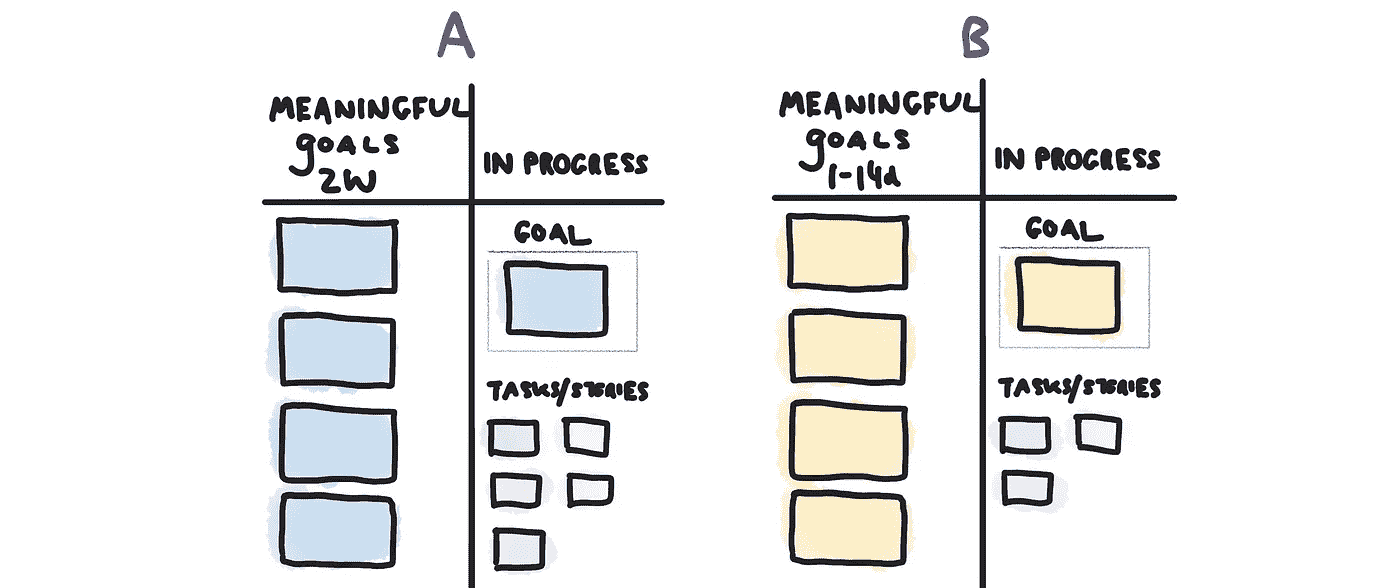 A
MEANINGFUL
GOALS
2W
IN PROGRESS
GOAL
TASKS/STORIES
B
MEANINGFUL
GOALS
1-14d
IN PROGRESS
GOAL
TASKS/STORIES